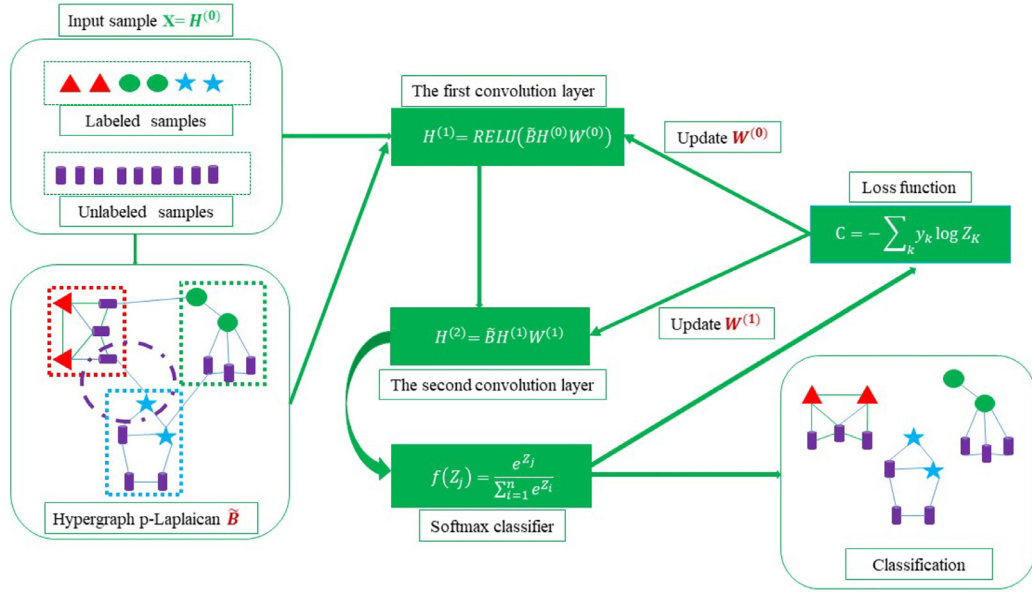 Input sample X= H^(0)
Labeled samples
Unlabeled samples
Hypergraph p-Laplaican B̃
The first convolution layer
H^(1)= RELU(B̃H^(0)W^(0))
Update W^(0)
Loss function
C = − ∑_k y_k log Z_K
H^(2)= B̃H^(1)W^(1)
Update W^(1)
The second convolution layer
f(Z_j) = e^Z_j / ∑_{i=1}^n e^Z_i
Softmax classifier
Classification